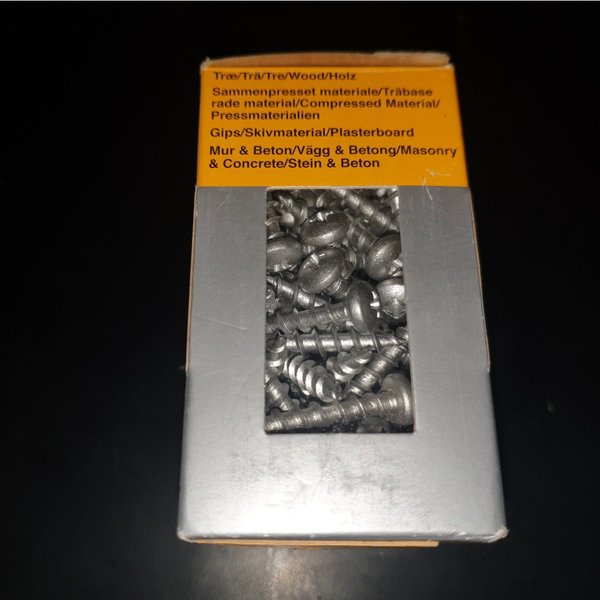 Træ/Trä/Tre/Wood/Holz
Sammenpresset materiale/Träbase
rade material/Compressed Material/
Pressmaterialien
Gips/Skivmaterial/Plasterboard
Mur & Beton/Vägg & Betong/Masonry
& Concrete/Stein & Beton